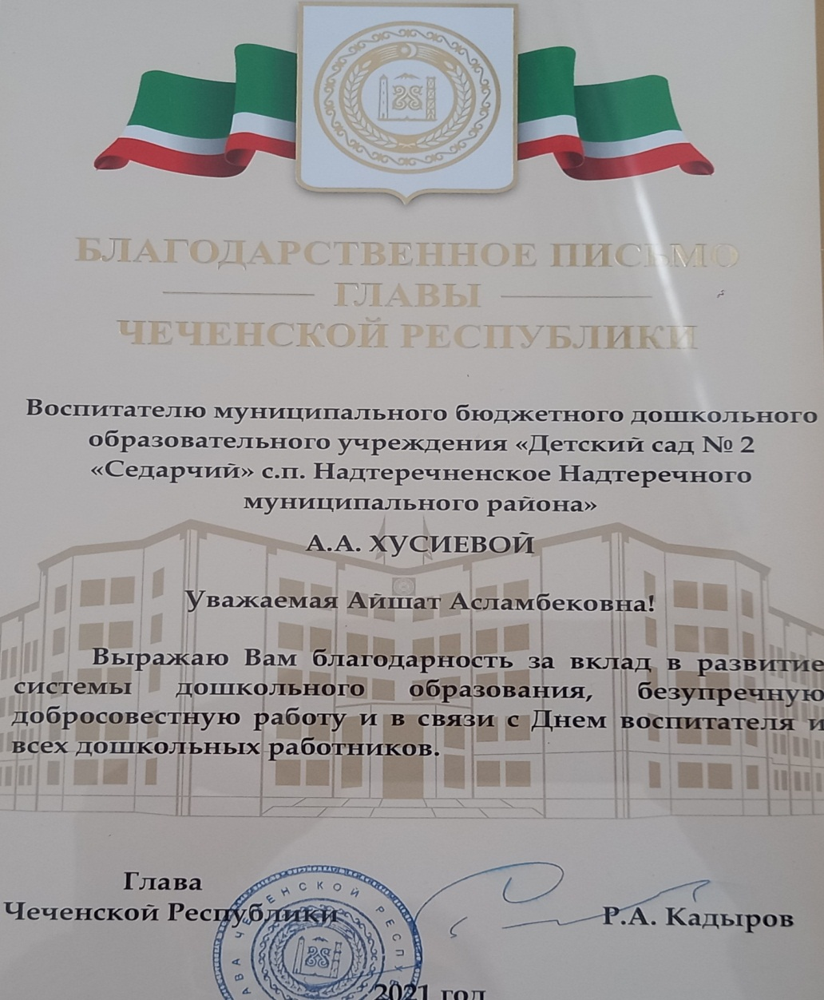 БЛАГОДАРСТВЕННОЕ ПИСЬМО
ГЛАВЫ
ЧЕЧЕНСКОЙ РЕСПУБЛИКИ
Воспитателю муниципального бюджетного дошкольного
образовательного учреждения «Детский сад № 2
«Седарчий» с.п. Надтеречненское Надтеречного
муниципального района»
А.А. ХУСИЕВОЙ
Уважаемая Айшат Асламбековна!
Выражаю Вам благодарность за вклад в развитие
системы дошкольного образования, безупречную
добросовестную работу и в связи с Днем воспитателя и
всех дошкольных работников.
Глава
Чеченской Республики
Р.А. Кадыров
2021 год